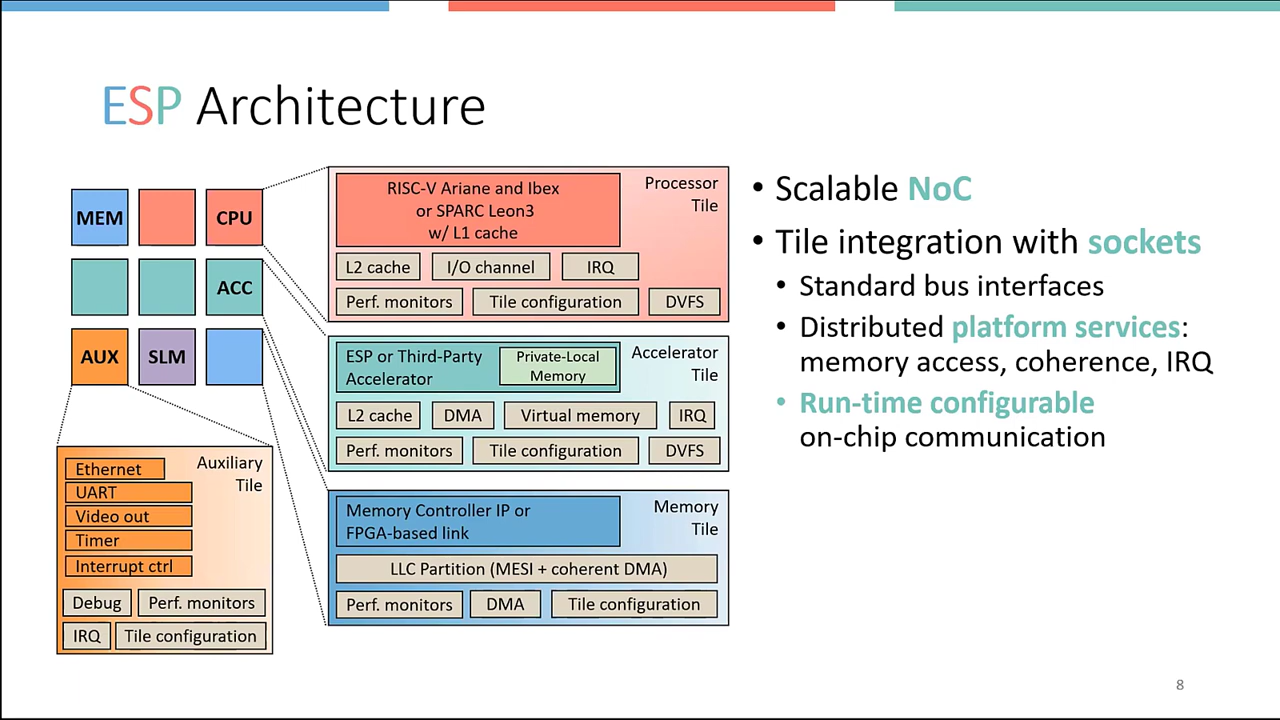 ESP Architecture
MEM
CPU
ACC
AUX
SLM
RISC-V Ariane and Ibex
or SPARC Leon3
w/ L1 cache
Processor
Tile
L2 cache
I/O channel
IRQ
Perf. monitors
Tile configuration
DVFS
ESP or Third-Party
Accelerator
Private-Local
Memory
Accelerator
Tile
L2 cache
DMA
Virtual memory
IRQ
Perf. monitors
Tile configuration
DVFS
Memory Controller IP or
FPGA-based link
Memory
Tile
LLC Partition (MESI + coherent DMA)
Perf. monitors
DMA
Tile configuration
Auxiliary
Tile
Ethernet
UART
Video out
Timer
Interrupt ctrl
Debug
Perf. monitors
IRQ
Tile configuration
• Scalable NoC
• Tile integration with sockets
• Standard bus interfaces
• Distributed platform services:
memory access, coherence, IRQ
• Run-time configurable
on-chip communication
8